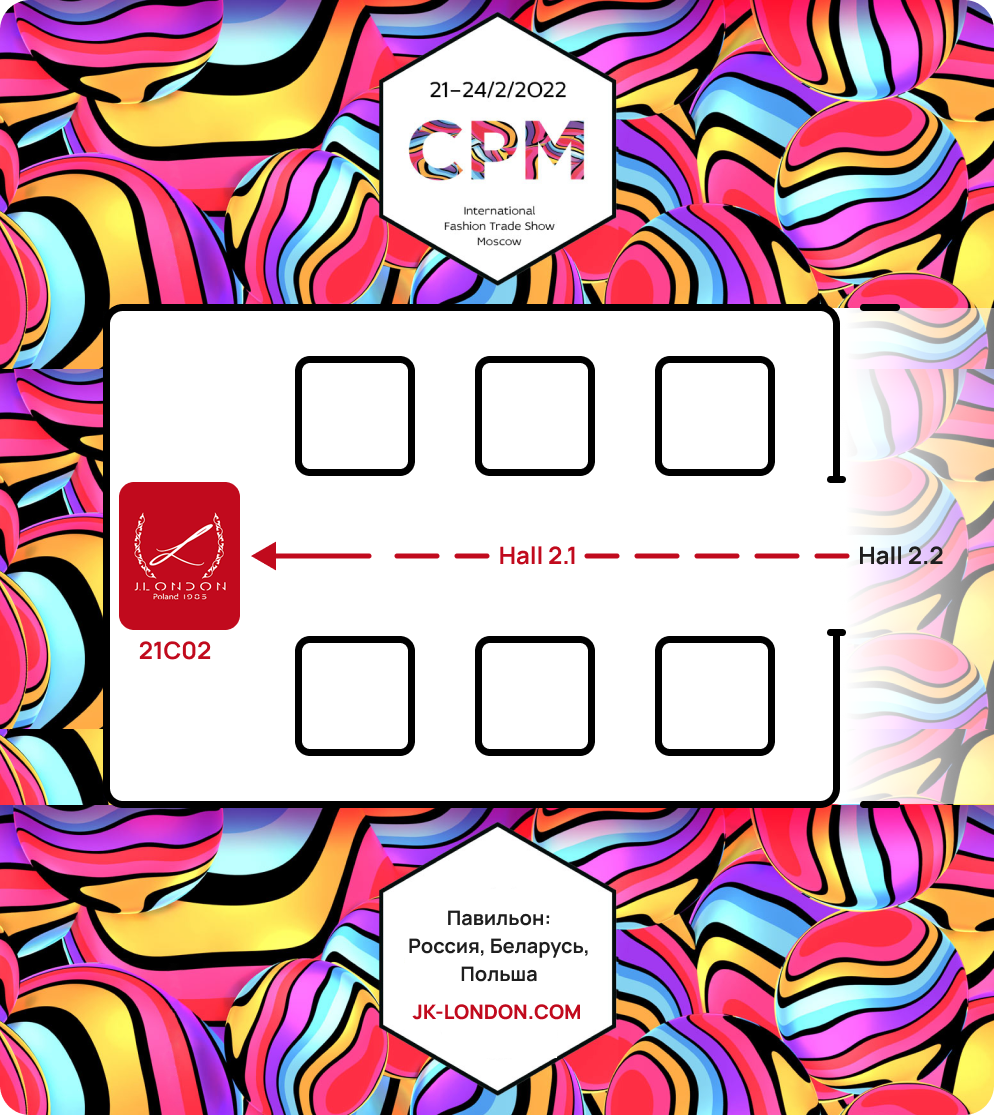 21–24/2/2022
CPM
International
Fashion Trade Show
Moscow
Hall 2.1
Hall 2.2
L
J.LONDON
Poland 1985
21C02
Павильон:
Россия, Беларусь,
Польша
JK-LONDON.COM